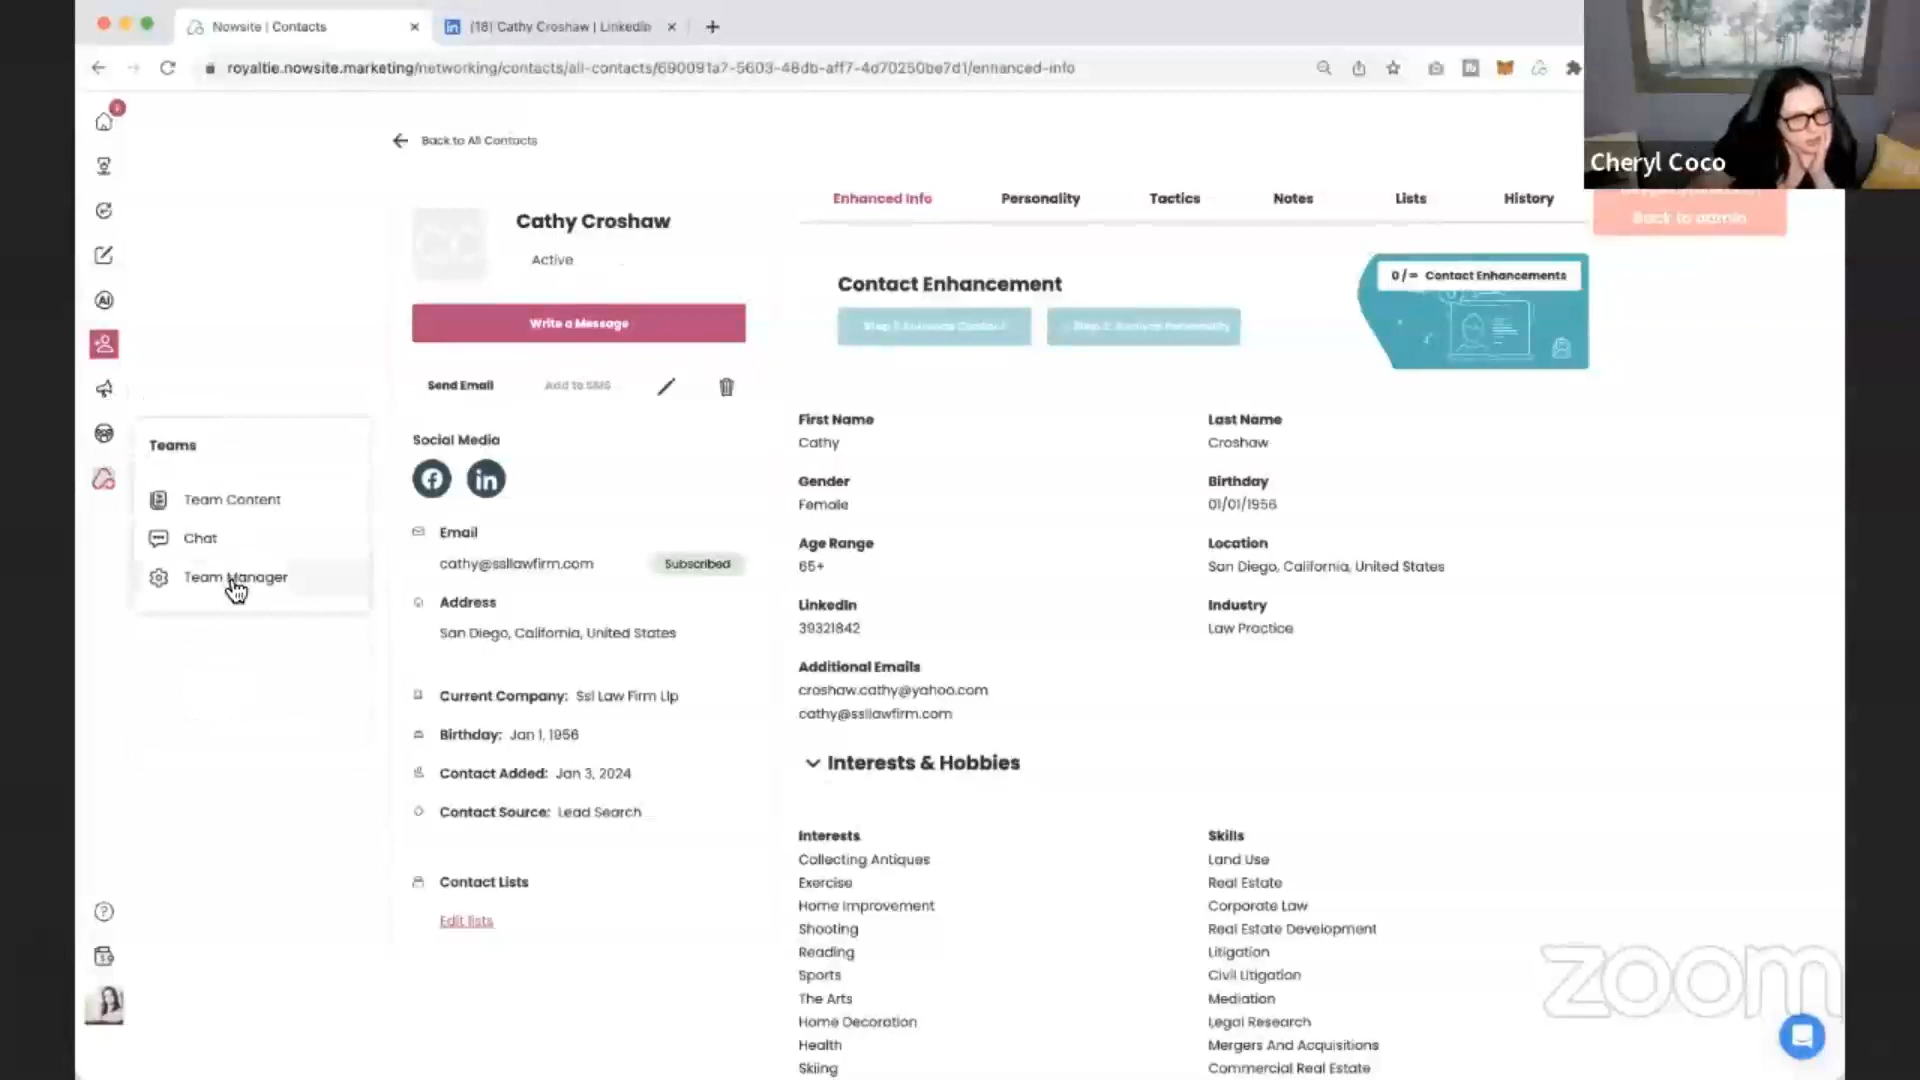 Nowsite | Contacts
(18) Cathy Croshaw | LinkedIn
royaltie.nowsite.marketing/networking/contacts/all-contacts/690091a7-5603-48db-aff7-4d70250be7d1/enhanced-info
Cheryl Coco
Back to admin
Back to All Contacts
Cathy Croshaw
Active
Write a Message
Send Email
Add to SMS
Social Media
Email
cathy@ssllawfirm.com
Subscribed
Address
San Diego, California, United States
Current Company: Ssl Law Firm Llp
Birthday: Jan 1, 1956
Contact Added: Jan 3, 2024
Contact Source: Lead Search
Contact Lists
Edit lists
Teams
Team Content
Chat
Team Manager
Enhanced Info
Personality
Tactics
Notes
Lists
History
Contact Enhancement
0 / ∞ Contact Enhancements
First Name
Cathy
Last Name
Croshaw
Gender
Female
Birthday
01/01/1956
Age Range
65+
Location
San Diego, California, United States
LinkedIn
39321842
Industry
Law Practice
Additional Emails
croshaw.cathy@yahoo.com
cathy@ssllawfirm.com
Interests & Hobbies
Interests
Collecting Antiques
Exercise
Home Improvement
Shooting
Reading
Sports
The Arts
Home Decoration
Health
Skiing
Skills
Land Use
Real Estate
Corporate Law
Real Estate Development
Litigation
Civil Litigation
Mediation
Legal Research
Mergers And Acquisitions
Commercial Real Estate
zoom